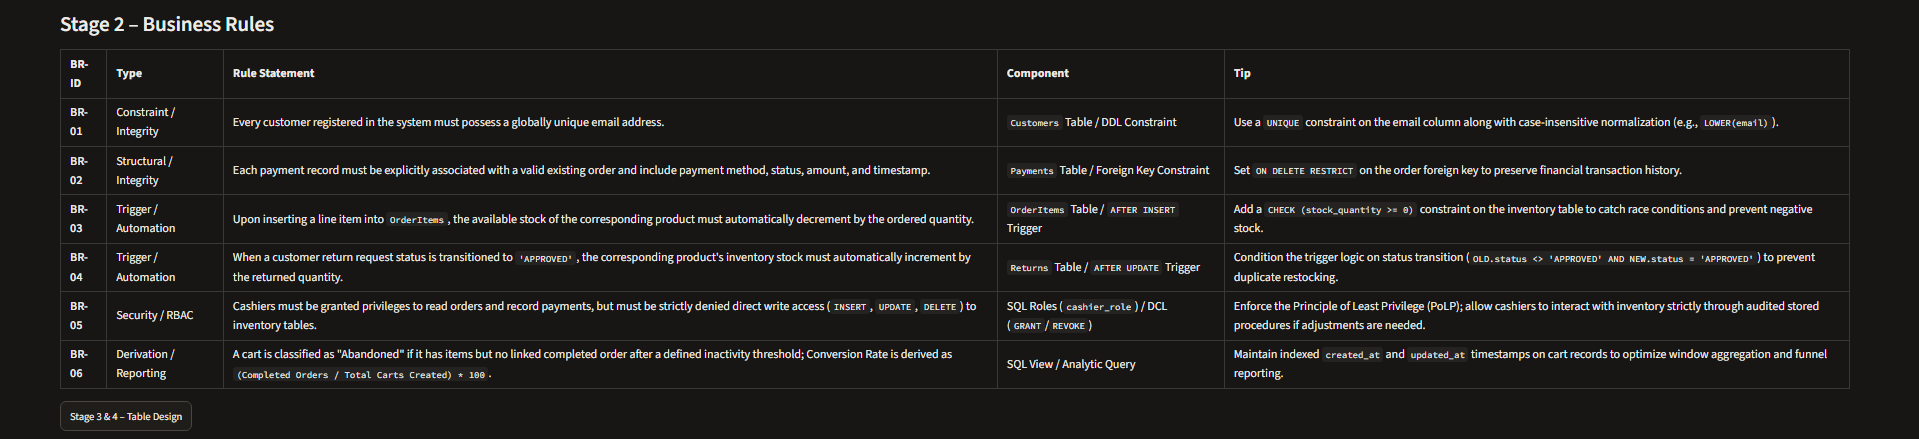 Stage 2 – Business Rules
BR-
ID
Type
Rule Statement
Component
Tip
BR-
01
Constraint /
Integrity
Every customer registered in the system must possess a globally unique email address.
Customers Table / DDL Constraint
Use a UNIQUE constraint on the email column along with case-insensitive normalization (e.g., LOWER(email) ).
BR-
02
Structural /
Integrity
Each payment record must be explicitly associated with a valid existing order and include payment method, status, amount, and timestamp.
Payments Table / Foreign Key Constraint
Set ON DELETE RESTRICT on the order foreign key to preserve financial transaction history.
BR-
03
Trigger /
Automation
Upon inserting a line item into OrderItems , the available stock of the corresponding product must automatically decrement by the ordered quantity.
OrderItems Table / AFTER INSERT
Trigger
Add a CHECK (stock_quantity >= 0) constraint on the inventory table to catch race conditions and prevent negative
stock.
BR-
04
Trigger /
Automation
When a customer return request status is transitioned to 'APPROVED' , the corresponding product's inventory stock must automatically increment by
the returned quantity.
Returns Table / AFTER UPDATE Trigger
Condition the trigger logic on status transition ( OLD.status <> 'APPROVED' AND NEW.status = 'APPROVED' ) to prevent
duplicate restocking.
BR-
05
Security / RBAC
Cashiers must be granted privileges to read orders and record payments, but must be strictly denied direct write access ( INSERT , UPDATE , DELETE ) to
inventory tables.
SQL Roles ( cashier_role ) / DCL
( GRANT / REVOKE )
Enforce the Principle of Least Privilege (PoLP); allow cashiers to interact with inventory strictly through audited stored
procedures if adjustments are needed.
BR-
06
Derivation /
Reporting
A cart is classified as "Abandoned" if it has items but no linked completed order after a defined inactivity threshold; Conversion Rate is derived as
(Completed Orders / Total Carts Created) * 100 .
SQL View / Analytic Query
Maintain indexed created_at and updated_at timestamps on cart records to optimize window aggregation and funnel
reporting.
Stage 3 & 4 – Table Design